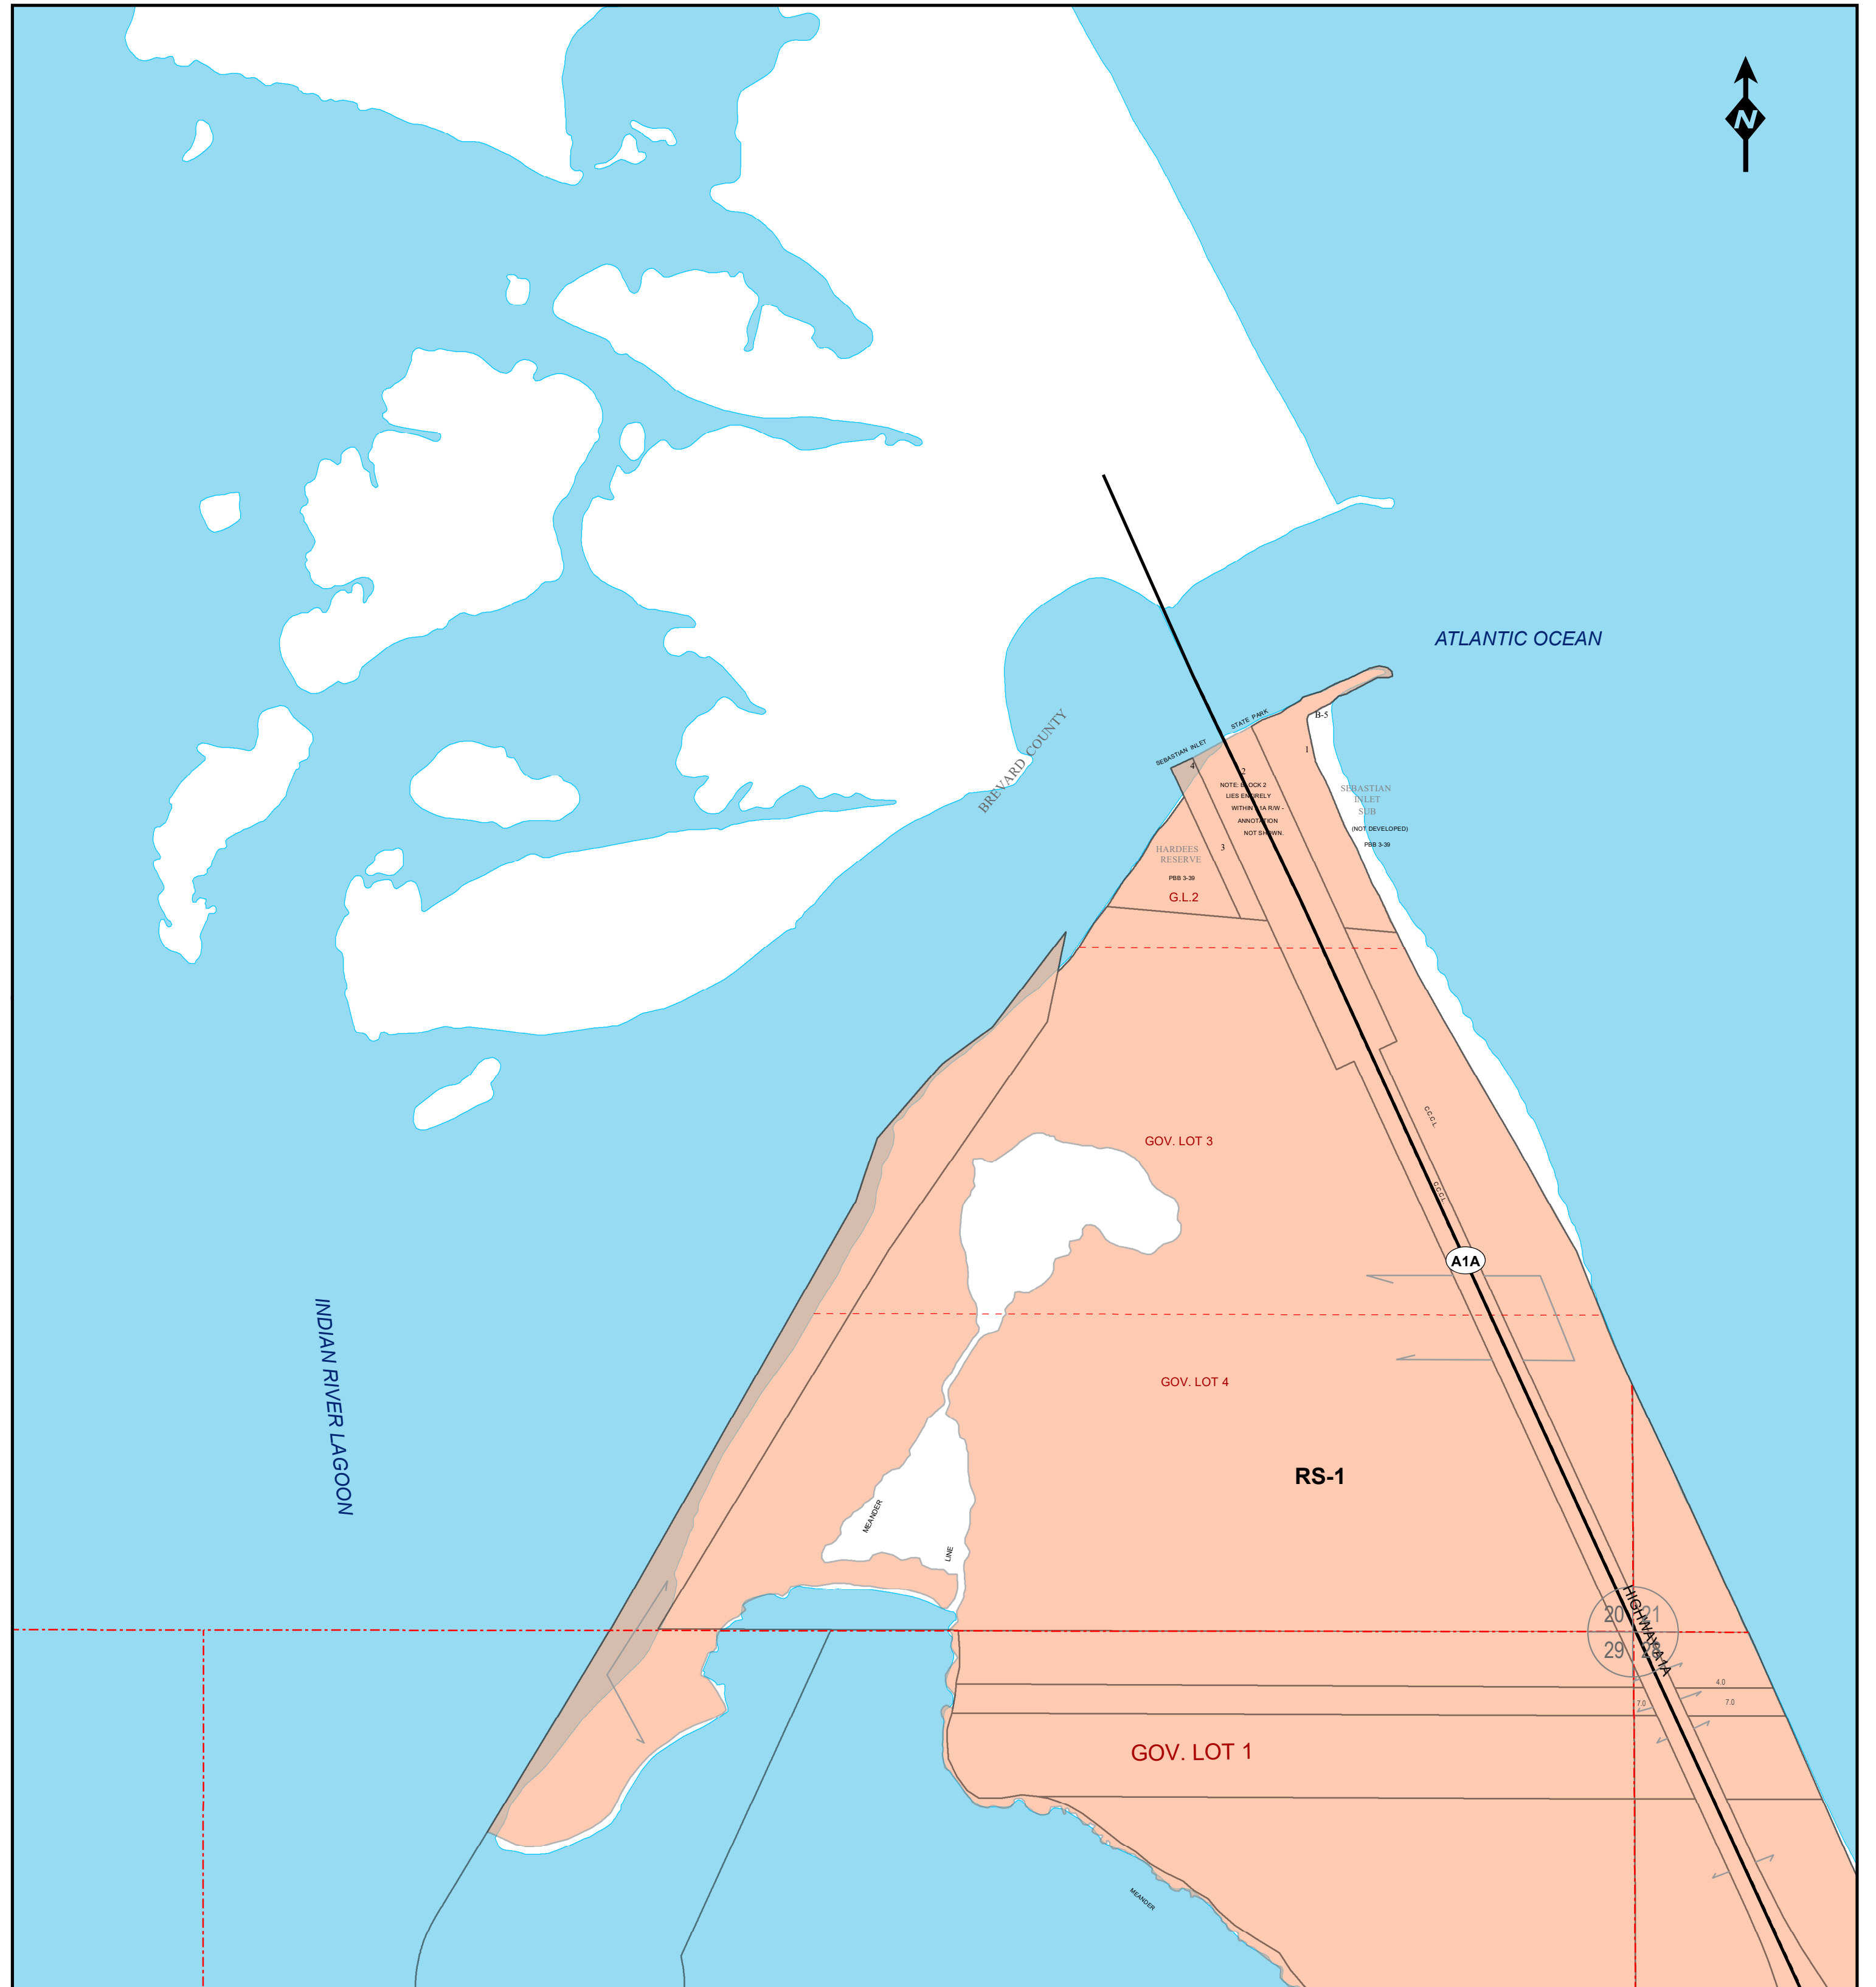 N
ATLANTIC OCEAN
BREVARD COUNTY
SEBASTIAN INLET
STATE PARK
B-5
1
4
2
NOTE: BLOCK 2
LIES ENTIRELY
WITHIN A1A R/W -
ANNOTATION
NOT SHOWN.
3
SEBASTIAN
INLET
SUB
(NOT DEVELOPED)
PBB 3-39
HARDEES
RESERVE
PBB 3-39
G.L.2
C.C.C.L
GOV. LOT 3
C.C.C.L
A1A
INDIAN RIVER LAGOON
GOV. LOT 4
RS-1
MEANDER
LINE
20
21
29
28
HIGHWAY A1A
4.0
7.0
7.0
GOV. LOT 1
MEANDER